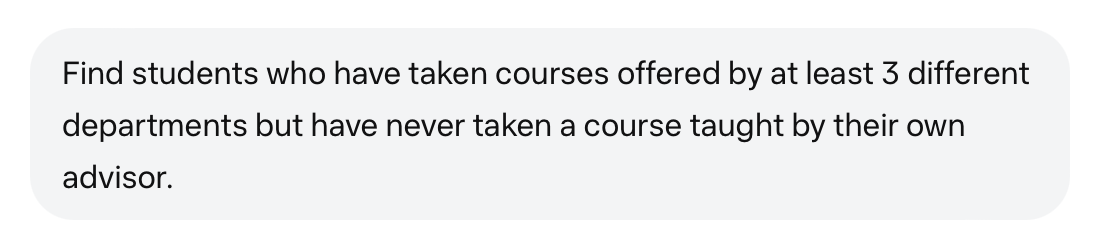 Find students who have taken courses offered by at least 3 different
departments but have never taken a course taught by their own
advisor.